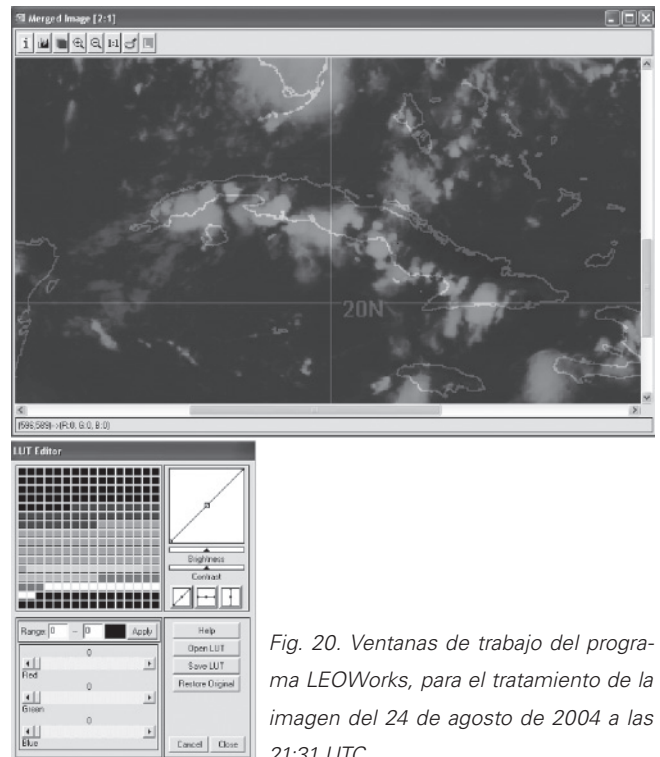 Merged Image [2:1]
i 1:1
20N
(596,589)->(R:0, G:0, B:0)
LUT Editor
Brightness
Contrast
Range: 0 – 0 Apply
0
Red
0
Green
0
Blue
Help
Open LUT
Save LUT
Restore Original
Cancel Close
Fig. 20. Ventanas de trabajo del progra-
ma LEOWorks, para el tratamiento de la
imagen del 24 de agosto de 2004 a las
21:31 UTC